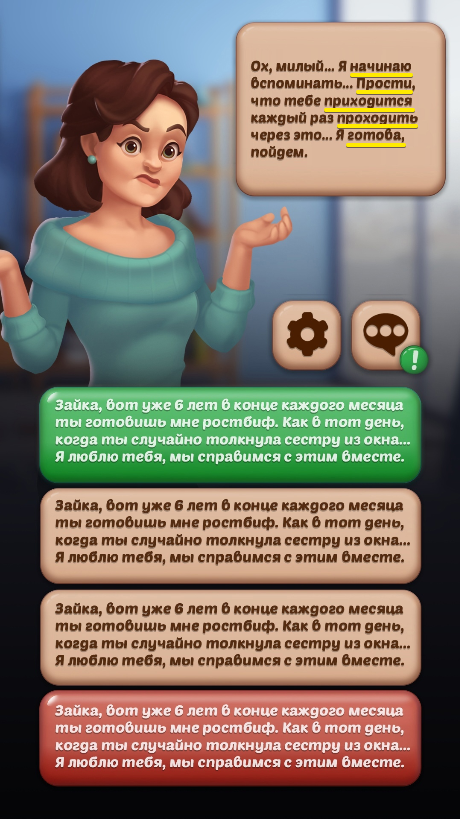 Ох, милый... Я начинаю
вспоминать... Прости,
что тебе приходится
каждый раз проходить
через это... Я готова,
пойдем.
!
Зайка, вот уже 6 лет в конце каждого месяца
ты готовишь мне ростбиф. Как в тот день,
когда ты случайно толкнула сестру из окна...
Я люблю тебя, мы справимся с этим вместе.
Зайка, вот уже 6 лет в конце каждого месяца
ты готовишь мне ростбиф. Как в тот день,
когда ты случайно толкнула сестру из окна...
Я люблю тебя, мы справимся с этим вместе.
Зайка, вот уже 6 лет в конце каждого месяца
ты готовишь мне ростбиф. Как в тот день,
когда ты случайно толкнула сестру из окна...
Я люблю тебя, мы справимся с этим вместе.
Зайка, вот уже 6 лет в конце каждого месяца
ты готовишь мне ростбиф. Как в тот день,
когда ты случайно толкнула сестру из окна...
Я люблю тебя, мы справимся с этим вместе.